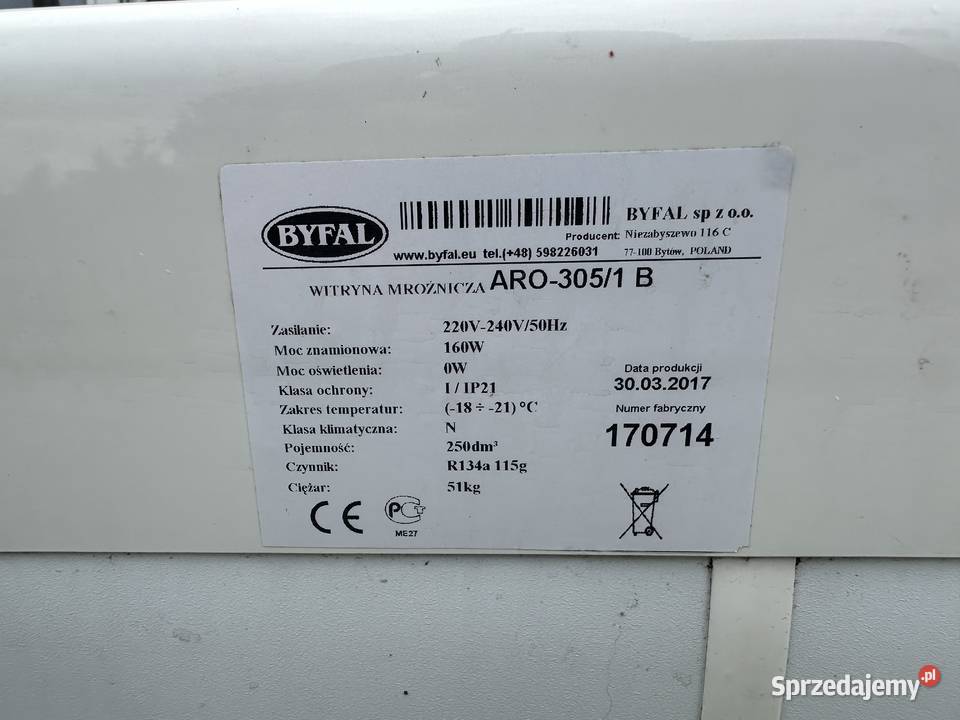 BYFAL
BYFAL sp z o.o.
Producent: Niezabyszewo 116 C
www.byfal.eu tel.(+48) 598226031
77-100 Bytów, POLAND
WITRYNA MROŹNICZA ARO-305/1 B
Zasilanie: 220V-240V/50Hz
Moc znamionowa: 160W
Moc oświetlenia: 0W
Klasa ochrony: I / IP21
Zakres temperatur: (-18 ÷ -21) °C
Klasa klimatyczna: N
Pojemność: 250dm³
Czynnik: R134a 115g
Ciężar: 51kg
Data produkcji
30.03.2017
Numer fabryczny
170714
CE
PCT
ME27
Sprzedajemy.pl